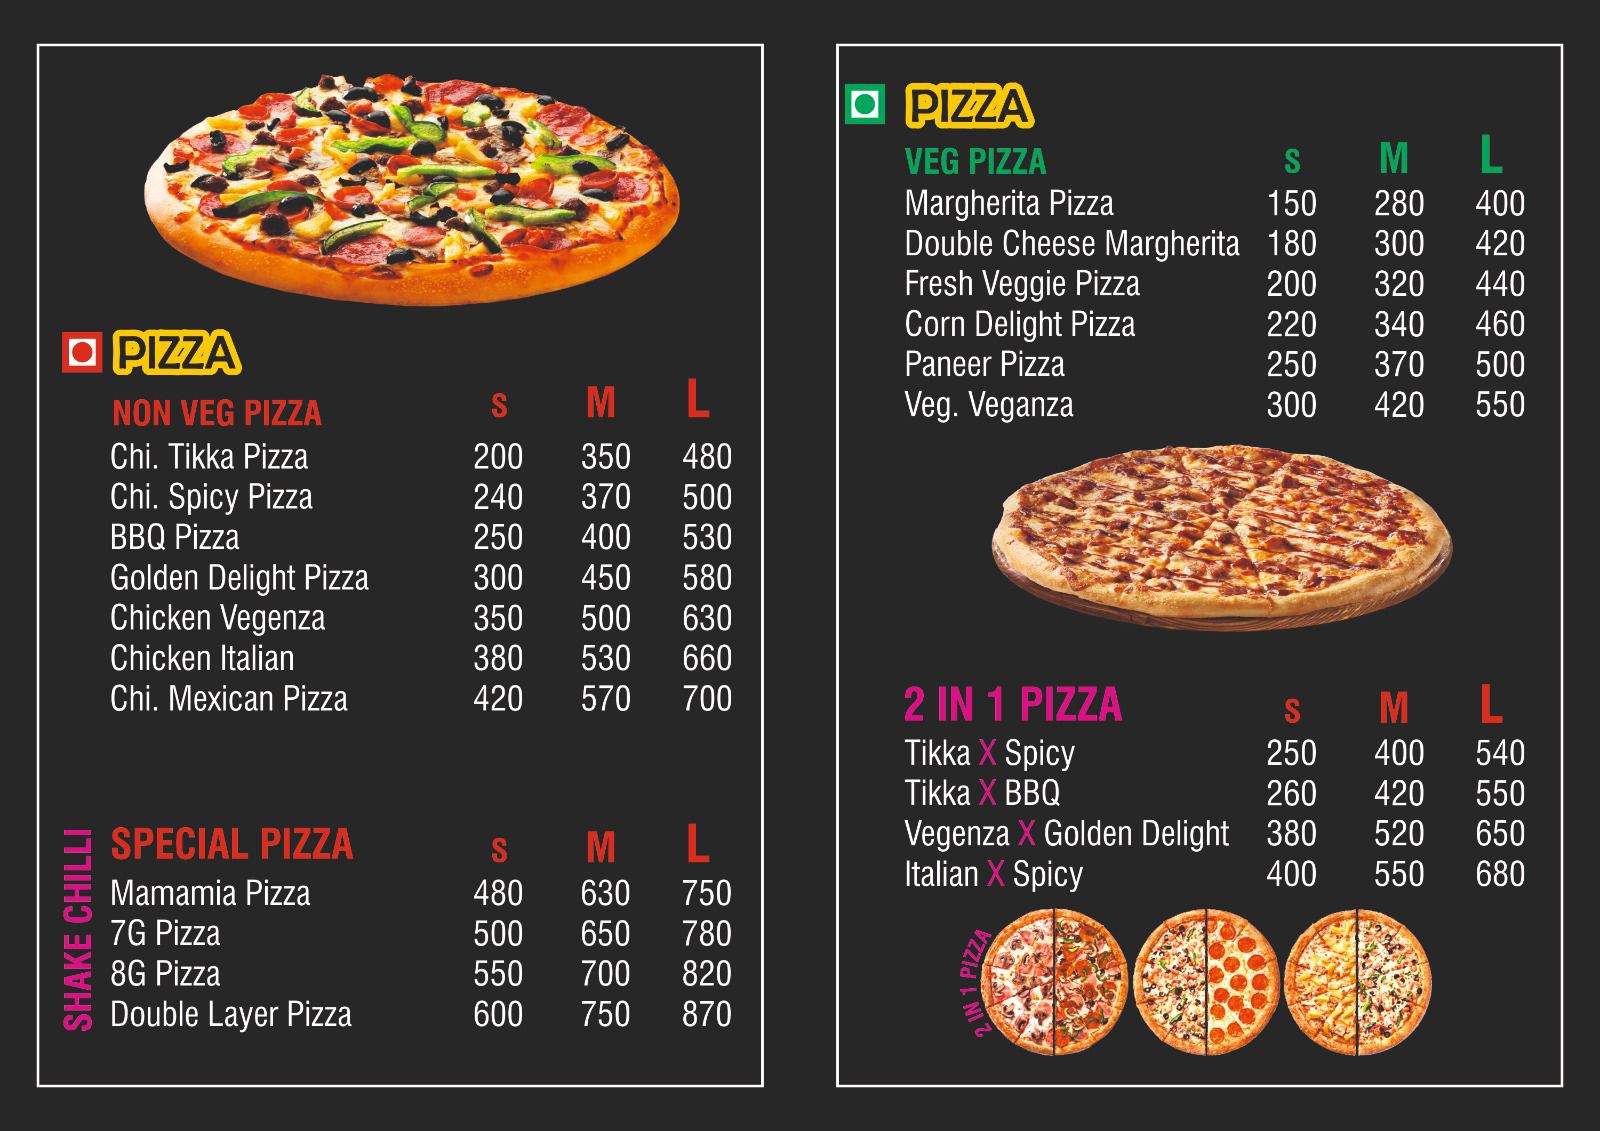 PIZZA
NON VEG PIZZA S M L
Chi. Tikka Pizza 200 350 480
Chi. Spicy Pizza 240 370 500
BBQ Pizza 250 400 530
Golden Delight Pizza 300 450 580
Chicken Vegenza 350 500 630
Chicken Italian 380 530 660
Chi. Mexican Pizza 420 570 700
SHAKE CHILLI
SPECIAL PIZZA S M L
Mamamia Pizza 480 630 750
7G Pizza 500 650 780
8G Pizza 550 700 820
Double Layer Pizza 600 750 870
PIZZA
VEG PIZZA S M L
Margherita Pizza 150 280 400
Double Cheese Margherita 180 300 420
Fresh Veggie Pizza 200 320 440
Corn Delight Pizza 220 340 460
Paneer Pizza 250 370 500
Veg. Veganza 300 420 550
2 IN 1 PIZZA S M L
Tikka X Spicy 250 400 540
Tikka X BBQ 260 420 550
Vegenza X Golden Delight 380 520 650
Italian X Spicy 400 550 680
2 IN 1 PIZZA